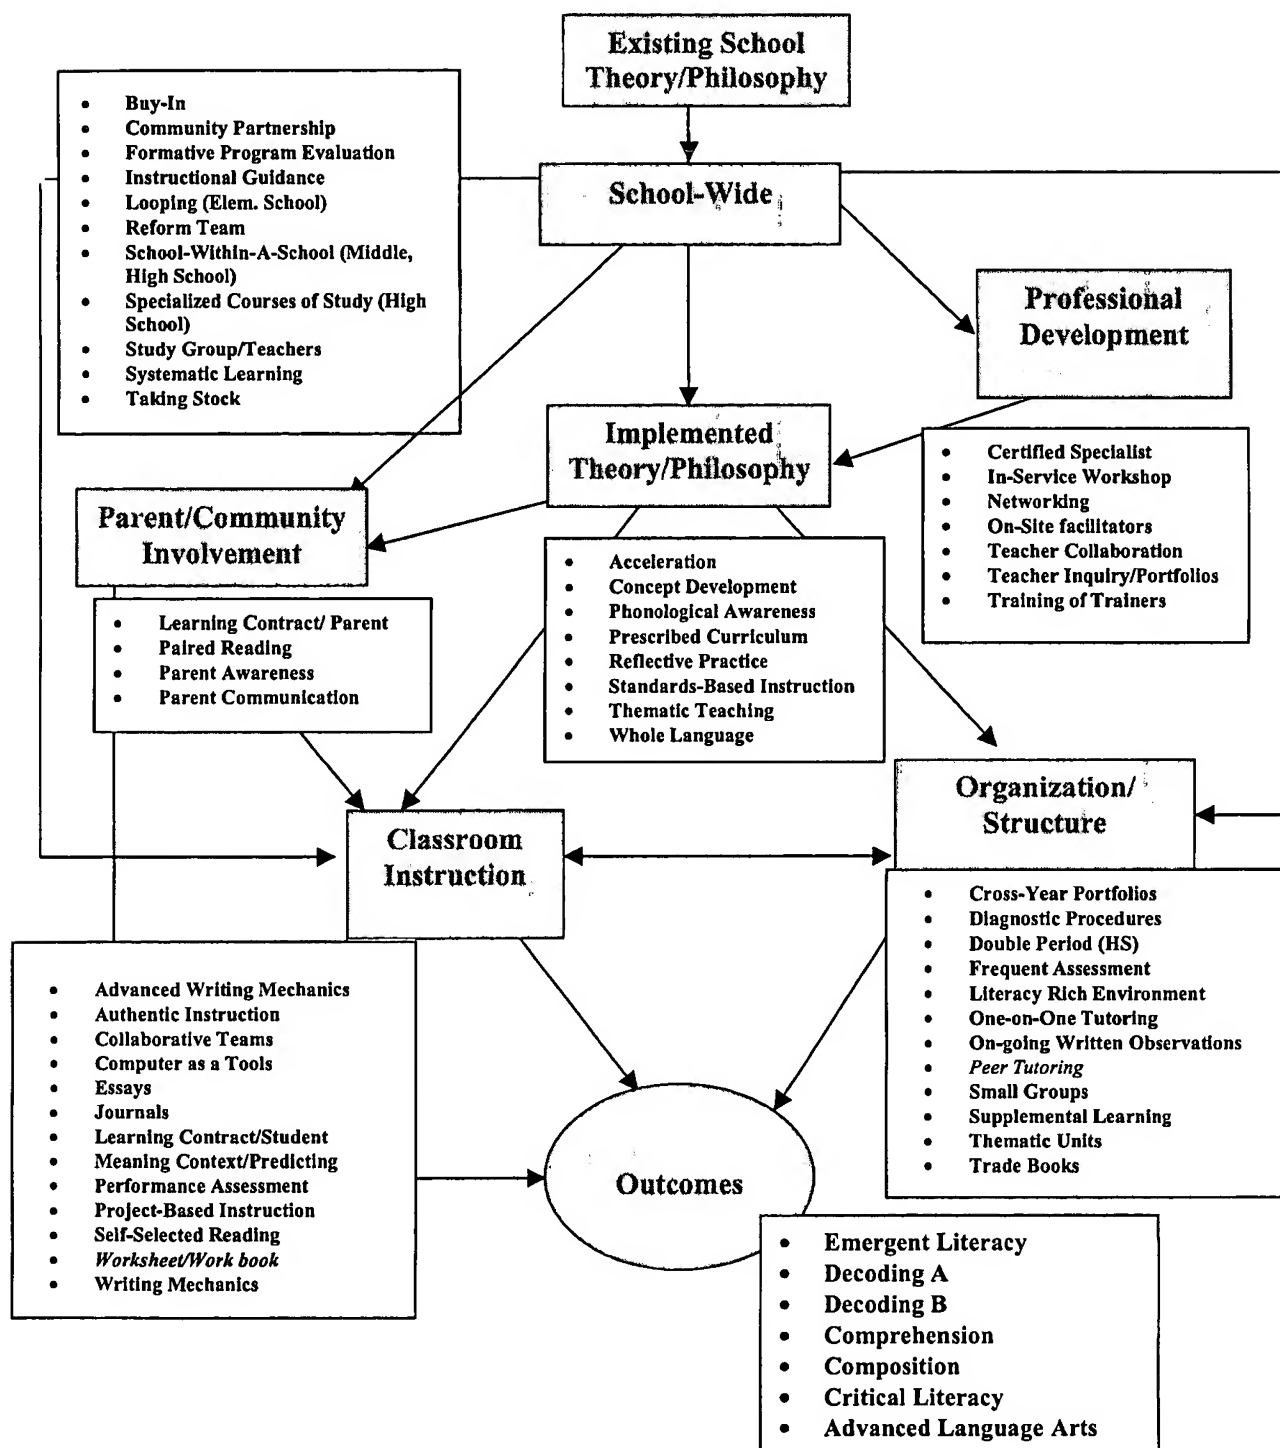 Existing School
Theory/Philosophy
• Buy-In
• Community Partnership
• Formative Program Evaluation
• Instructional Guidance
• Looping (Elem. School)
• Reform Team
• School-Within-A-School (Middle,
High School)
• Specialized Courses of Study (High
School)
• Study Group/Teachers
• Systematic Learning
• Taking Stock
School-Wide
Professional
Development
Implemented
Theory/Philosophy
• Certified Specialist
• In-Service Workshop
• Networking
• On-Site facilitators
• Teacher Collaboration
• Teacher Inquiry/Portfolios
• Training of Trainers
Parent/Community
Involvement
• Learning Contract/ Parent
• Paired Reading
• Parent Awareness
• Parent Communication
• Acceleration
• Concept Development
• Phonological Awareness
• Prescribed Curriculum
• Reflective Practice
• Standards-Based Instruction
• Thematic Teaching
• Whole Language
Classroom
Instruction
Organization/
Structure
• Advanced Writing Mechanics
• Authentic Instruction
• Collaborative Teams
• Computer as a Tools
• Essays
• Journals
• Learning Contract/Student
• Meaning Context/Predicting
• Performance Assessment
• Project-Based Instruction
• Self-Selected Reading
• Worksheet/Work book
• Writing Mechanics
• Cross-Year Portfolios
• Diagnostic Procedures
• Double Period (HS)
• Frequent Assessment
• Literacy Rich Environment
• One-on-One Tutoring
• On-going Written Observations
• Peer Tutoring
• Small Groups
• Supplemental Learning
• Thematic Units
• Trade Books
Outcomes
• Emergent Literacy
• Decoding A
• Decoding B
• Comprehension
• Composition
• Critical Literacy
• Advanced Language Arts